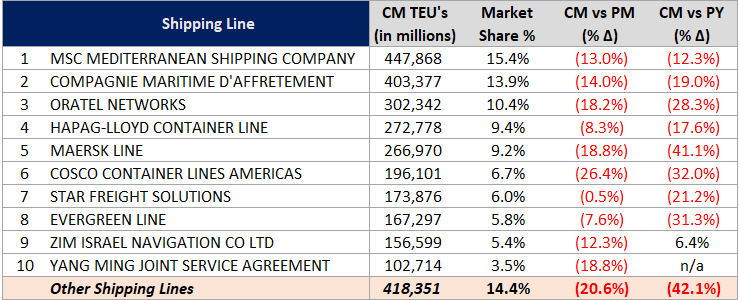 Shipping Line CM TEU's (in millions) Market Share % CM vs PM (% Δ) CM vs PY (% Δ)
1 MSC MEDITERRANEAN SHIPPING COMPANY 447,868 15.4% (13.0%) (12.3%)
2 COMPAGNIE MARITIME D'AFFRETEMENT 403,377 13.9% (14.0%) (19.0%)
3 ORATEL NETWORKS 302,342 10.4% (18.2%) (28.3%)
4 HAPAG-LLOYD CONTAINER LINE 272,778 9.4% (8.3%) (17.6%)
5 MAERSK LINE 266,970 9.2% (18.8%) (41.1%)
6 COSCO CONTAINER LINES AMERICAS 196,101 6.7% (26.4%) (32.0%)
7 STAR FREIGHT SOLUTIONS 173,876 6.0% (0.5%) (21.2%)
8 EVERGREEN LINE 167,297 5.8% (7.6%) (31.3%)
9 ZIM ISRAEL NAVIGATION CO LTD 156,599 5.4% (12.3%) 6.4%
10 YANG MING JOINT SERVICE AGREEMENT 102,714 3.5% (18.8%) n/a
Other Shipping Lines 418,351 14.4% (20.6%) (42.1%)